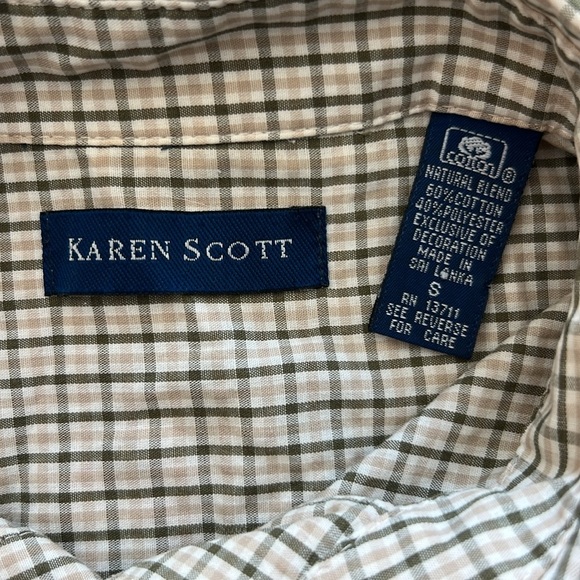 KAREN SCOTT
cotton®
NATURAL BLEND
60% COTTON
40% POLYESTER
EXCLUSIVE OF
DECORATION
MADE IN
SRI LANKA
S
RN 13711
SEE REVERSE
FOR CARE